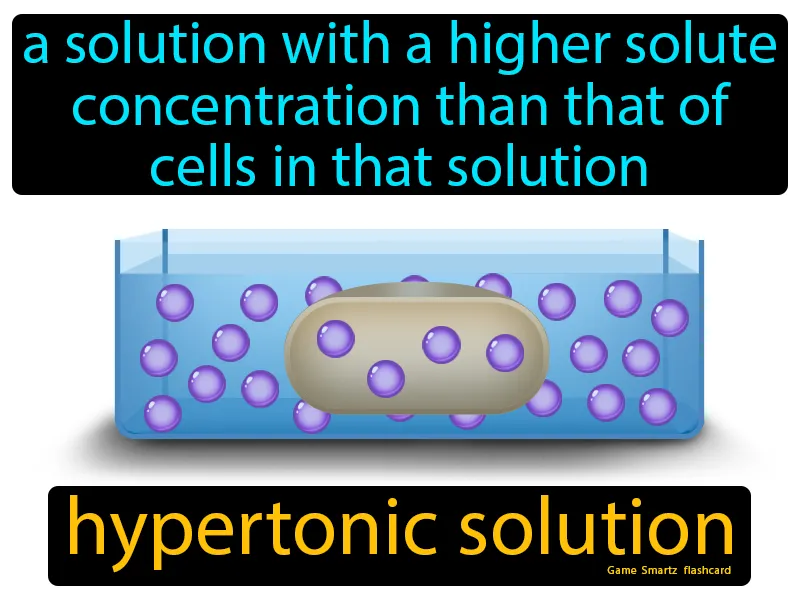 a solution with a higher solute
concentration than that of
cells in that solution
hypertonic solution
Game Smartz flashcard